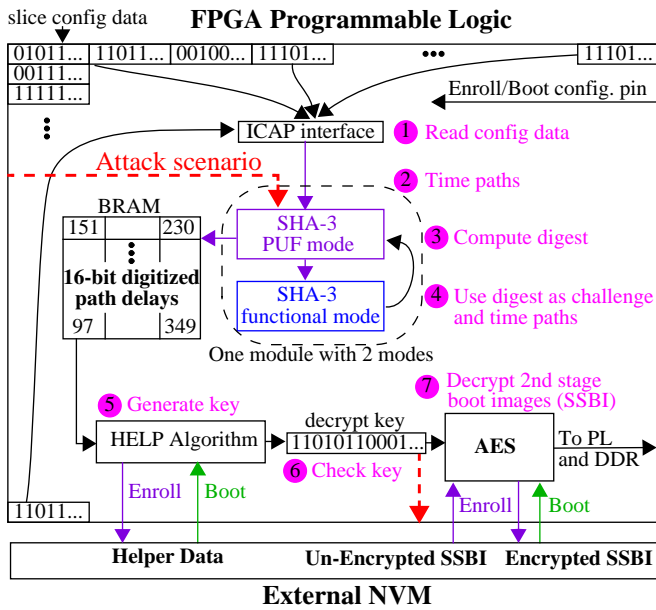 slice config data
FPGA Programmable Logic
01011... 11011... 00100... 11101... ••• 11101...
00111...
11111...
Enroll/Boot config. pin
ICAP interface
1 Read config data
Attack scenario
2 Time paths
BRAM
151 230
SHA-3
PUF mode
3 Compute digest
16-bit digitized
path delays
SHA-3
functional mode
4 Use digest as challenge
and time paths
97 349
One module with 2 modes
7 Decrypt 2nd stage
boot images (SSBI)
5 Generate key
decrypt key
HELP Algorithm
11010110001...
AES
To PL
and DDR
6 Check key
Enroll
Boot
Enroll
Boot
11011...
Helper Data
Un-Encrypted SSBI
Encrypted SSBI
External NVM